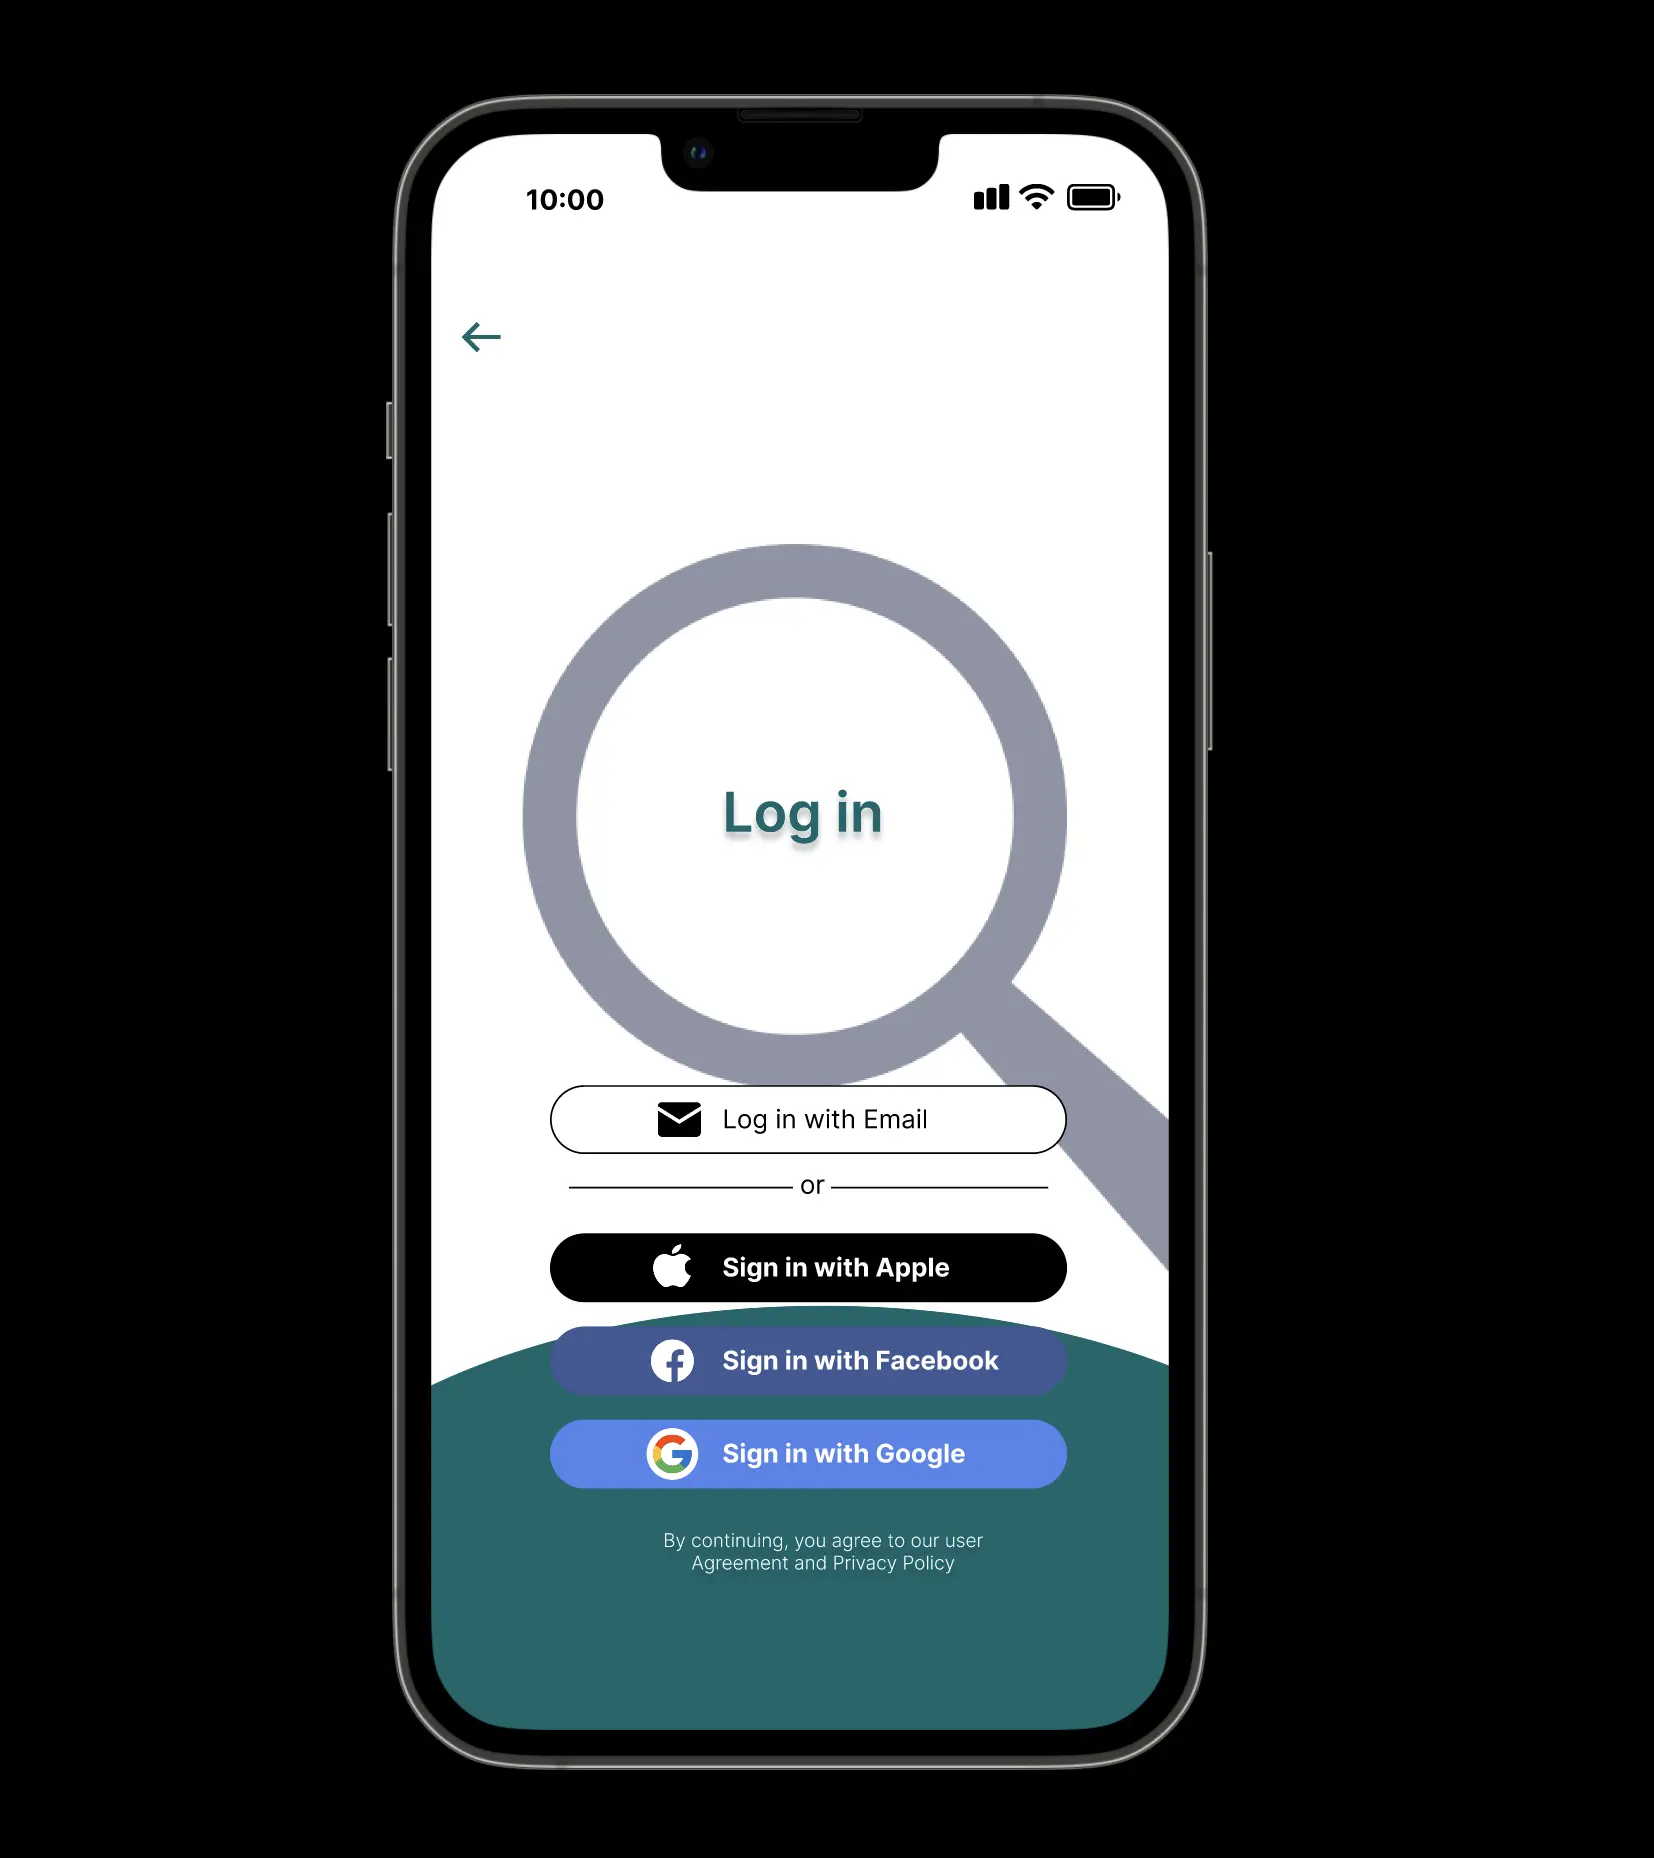 10:00
Log in
Log in with Email
or
Sign in with Apple
Sign in with Facebook
Sign in with Google
By continuing, you agree to our user
Agreement and Privacy Policy